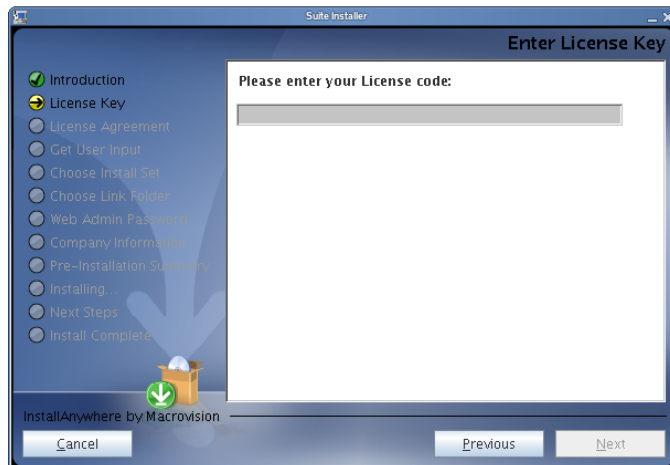 Suite Installer
Enter License Key
Introduction
License Key
License Agreement
Get User Input
Choose Install Set
Choose Link Folder
Web Admin Password
Company Information
Pre-Installation Summary
Installing...
Next Steps
Install Complete
Please enter your License code:
InstallAnywhere by Macrovision
Cancel
Previous
Next